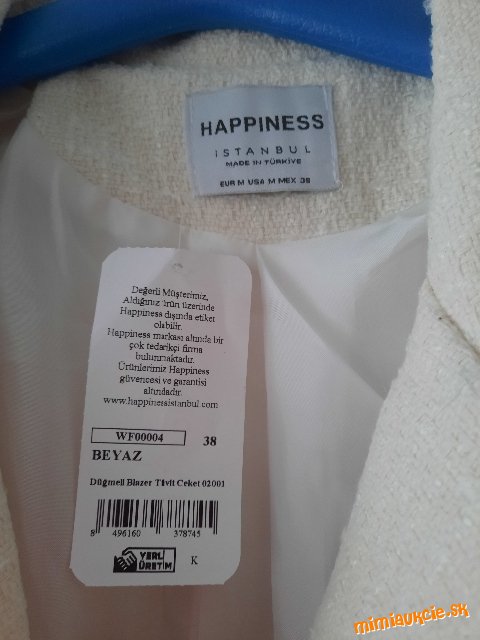 HAPPINESS
ISTANBUL
MADE IN TÜRKİYE
EUR M USA M MEX 38
Değerli Müşterimiz,
Aldığınız ürün üzerinde
Happiness dışında etiket
olabilir.
Happiness markası altında bir
çok tedarikçi firma
bulunmaktadır.
Ürünlerimiz Happiness
güvencesi ve garantisi
altındadır.
www.happinessistanbul.com
WF00004 38
BEYAZ
Düğmeli Blazer Tüvit Ceket 02001
8 496160 378745
YERLİ
ÜRETİM K
mimiaukcie.sk